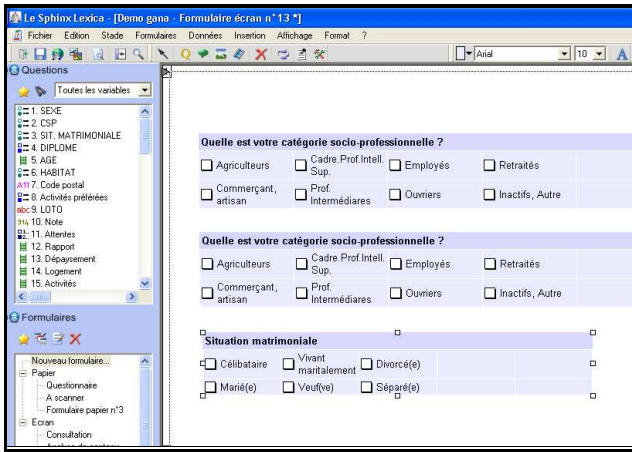 Le Sphinx Lexica - [Demo gana - Formulaire écran n°13 *]
Fichier Edition Stade Formulaires Données Insertion Affichage Format ?
Arial 10 A
Questions
Toutes les variables
1. SEXE
2. CSP
3. SIT. MATRIMONIALE
4. DIPLOME
5. AGE
6. HABITAT
A11 7. Code postal
8. Activités préférées
abc 9. LOTO
314 10. Note
11. Attentes
12. Rapport
13. Dépaysement
14. Logement
15. Activités
Formulaires
Nouveau formulaire...
Papier
Questionnaire
A scanner
Formulaire papier n°3
Ecran
Consultation
Analyse de contenu
Quelle est votre catégorie socio-professionnelle ?
Agriculteurs
Cadre.Prof.Intell.
Sup.
Employés
Retraités
Commerçant,
artisan
Prof.
Intermédiares
Ouvriers
Inactifs, Autre
Quelle est votre catégorie socio-professionnelle ?
Agriculteurs
Cadre.Prof.Intell.
Sup.
Employés
Retraités
Commerçant,
artisan
Prof.
Intermédiares
Ouvriers
Inactifs, Autre
Situation matrimoniale
Célibataire
Vivant
maritalement
Divorcé(e)
Marié(e)
Veuf(ve)
Séparé(e)